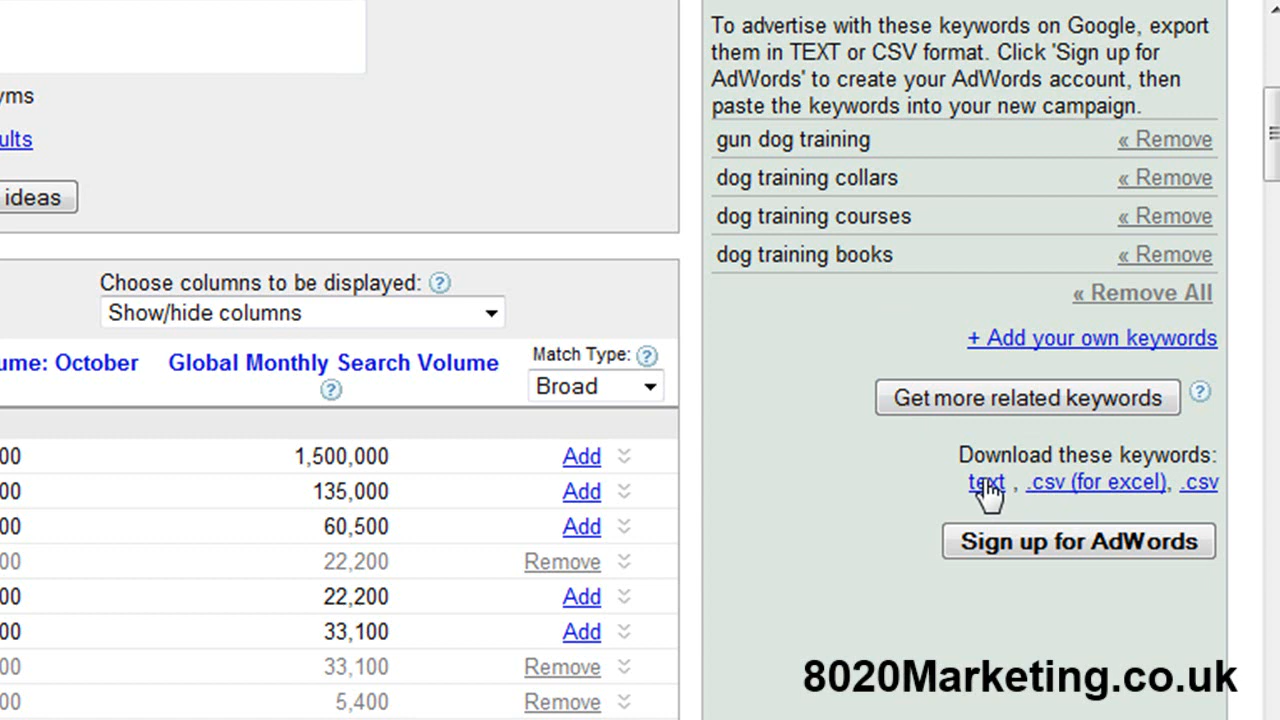 To advertise with these keywords on Google, export
them in TEXT or CSV format. Click 'Sign up for
AdWords' to create your AdWords account, then
paste the keywords into your new campaign.
gun dog training « Remove
dog training collars « Remove
dog training courses « Remove
dog training books « Remove
« Remove All
+ Add your own keywords
Get more related keywords ?
Download these keywords:
text , .csv (for excel), .csv
Sign up for AdWords
yms
ults
ideas
Choose columns to be displayed: ?
Show/hide columns
ume: October Global Monthly Search Volume Match Type: ?
? Broad
00 1,500,000 Add
00 135,000 Add
00 60,500 Add
00 22,200 Remove
00 22,200 Add
00 33,100 Add
00 33,100 Remove
00 5,400 Remove
8020Marketing.co.uk